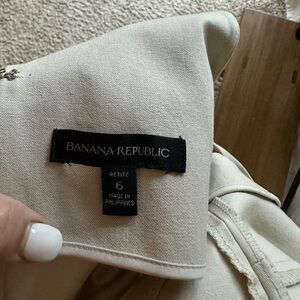 BANANA REPUBLIC
PETITE
6
MADE IN
PHILIPPINES